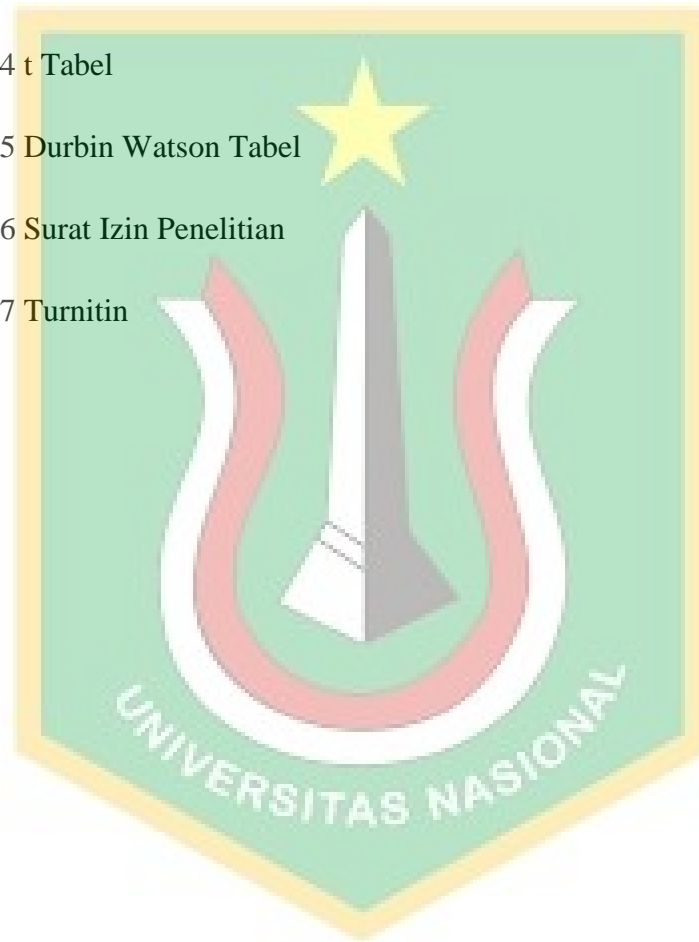 4 t Tabel
5 Durbin Watson Tabel
6 Surat Izin Penelitian
7 Turnitin
UNIVERSITAS NASIONAL